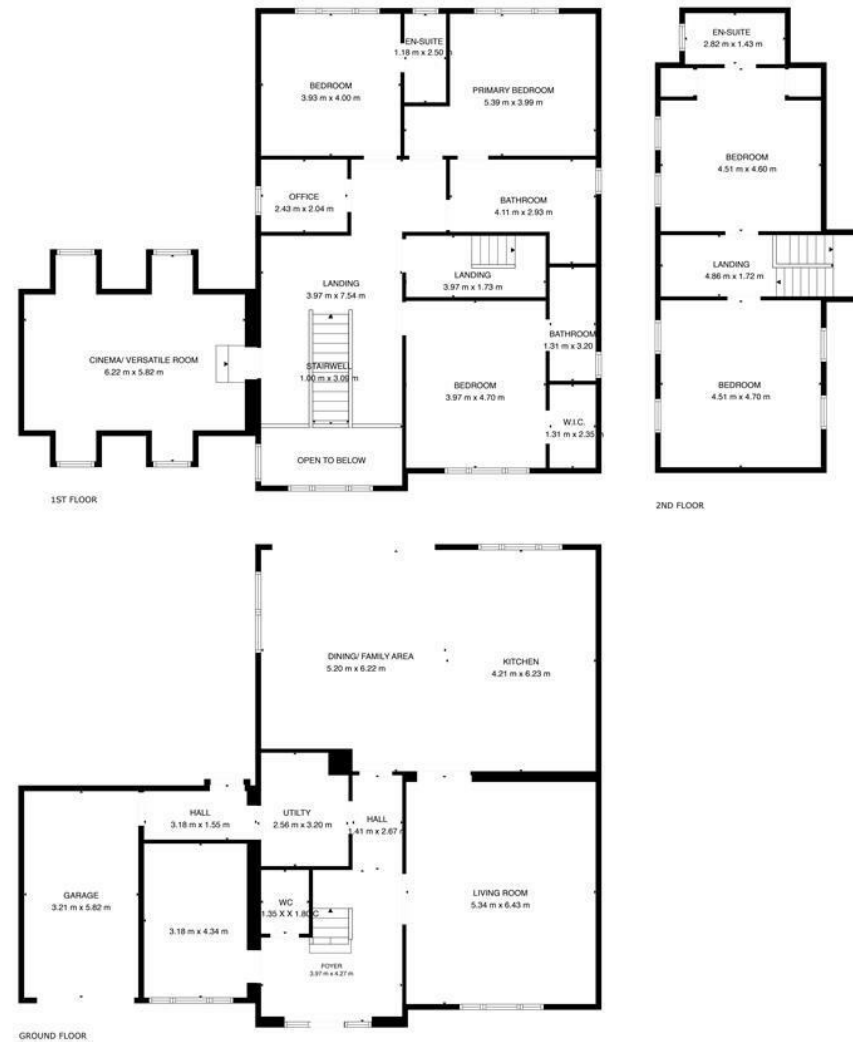 EN-SUITE
1.18 m x 2.50 m
BEDROOM
3.93 m x 4.00 m
PRIMARY BEDROOM
5.39 m x 3.99 m
OFFICE
2.43 m x 2.04 m
BATHROOM
4.11 m x 2.93 m
LANDING
3.97 m x 7.54 m
LANDING
3.97 m x 1.73 m
CINEMA/ VERSATILE ROOM
6.22 m x 5.82 m
STAIRWELL
1.00 m x 3.09 m
BATHROOM
1.31 m x 3.20
BEDROOM
3.97 m x 4.70 m
W.I.C.
1.31 m x 2.35 m
OPEN TO BELOW
1ST FLOOR
EN-SUITE
2.82 m x 1.43 m
BEDROOM
4.51 m x 4.60 m
LANDING
4.86 m x 1.72 m
BEDROOM
4.51 m x 4.70 m
2ND FLOOR
DINING/ FAMILY AREA
5.20 m x 6.22 m
KITCHEN
4.21 m x 6.23 m
HALL
3.18 m x 1.55 m
UTILTY
2.56 m x 3.20 m
HALL
1.41 m x 2.67 m
GARAGE
3.21 m x 5.82 m
3.18 m x 4.34 m
WC
1.35 X X 1.80 C
LIVING ROOM
5.34 m x 6.43 m
FOYER
3.97 m x 4.27 m
GROUND FLOOR